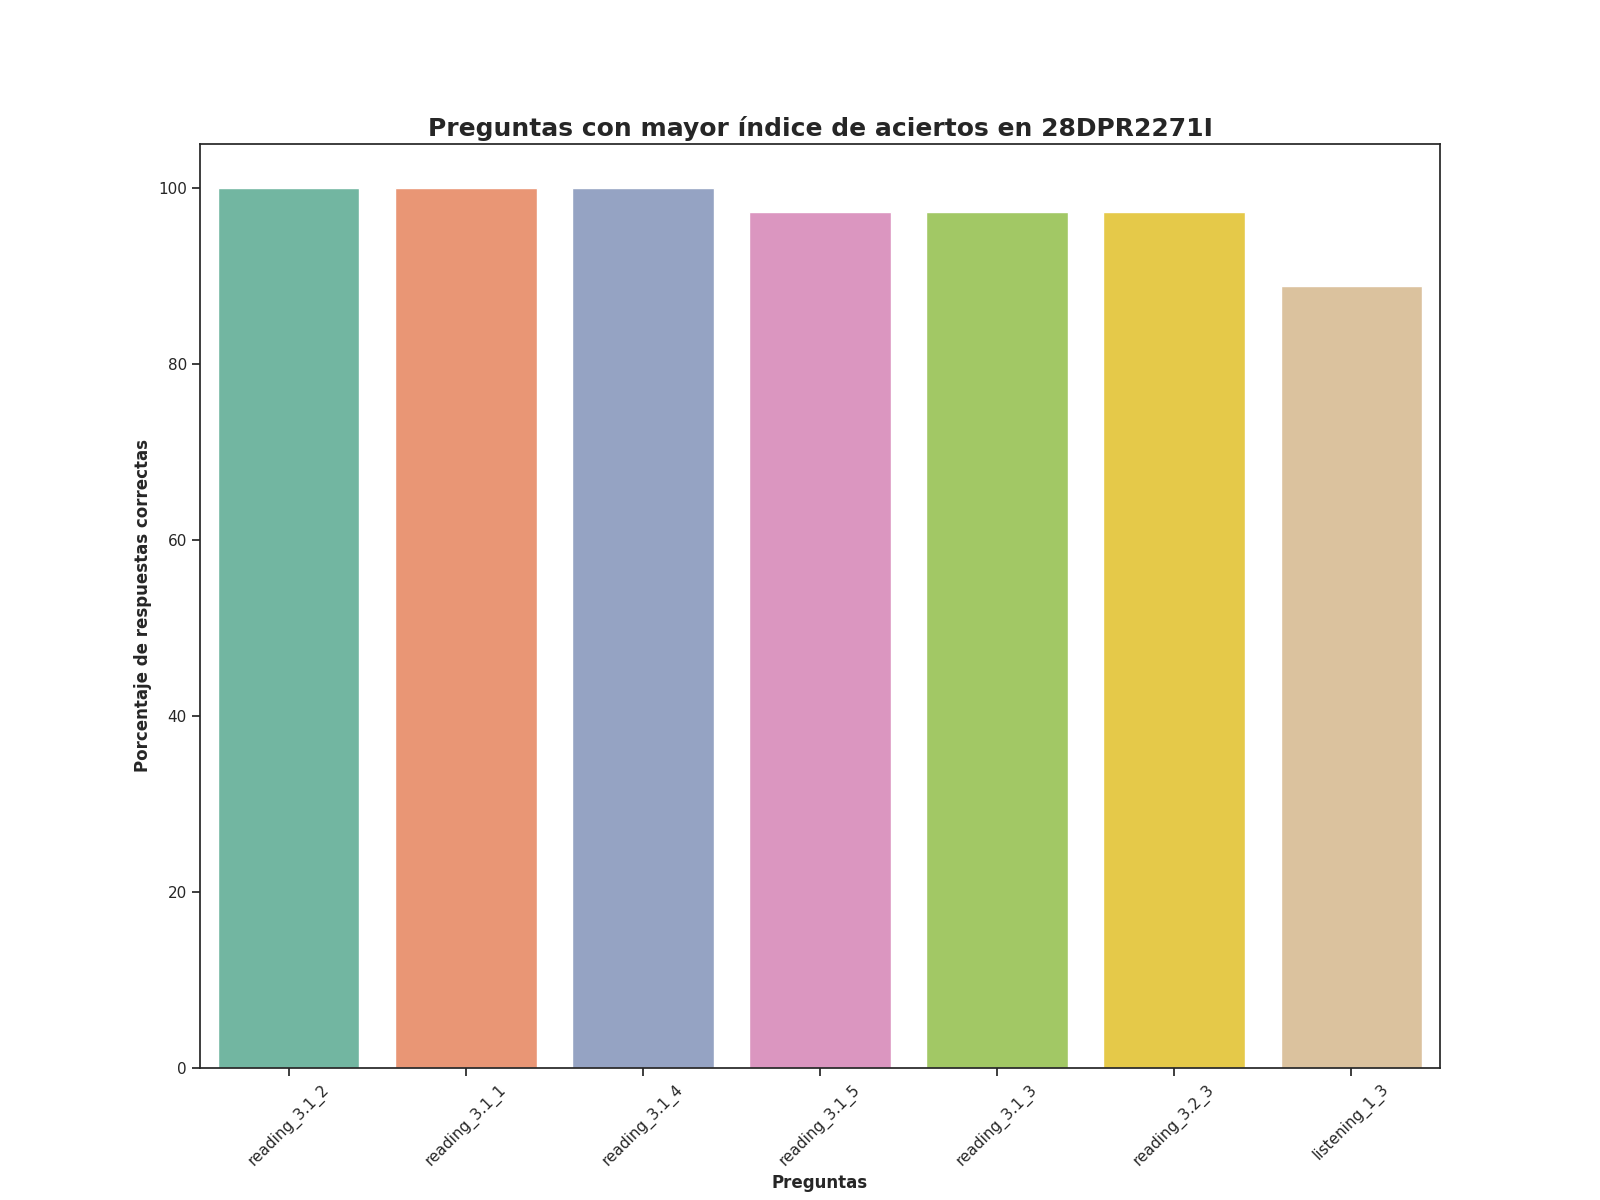 Preguntas con mayor índice de aciertos en 28DPR2271I
Porcentaje de respuestas correctas
100
80
60
40
20
0
reading_3.1_2
reading_3.1_1
reading_3.1_4
reading_3.1_5
reading_3.1_3
reading_3.2_3
listening_1_3
Preguntas